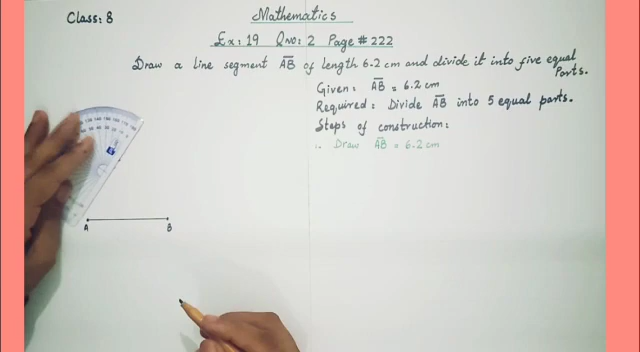 Class: 8
Mathematics
Ex: 19 Qno: 2 Page # 222
Draw a line segment AB of length 6.2 cm and divide it into five equal parts.
Given: AB = 6.2 cm
Required: Divide AB into 5 equal parts.
Steps of construction:
Draw AB = 6.2 cm
A B